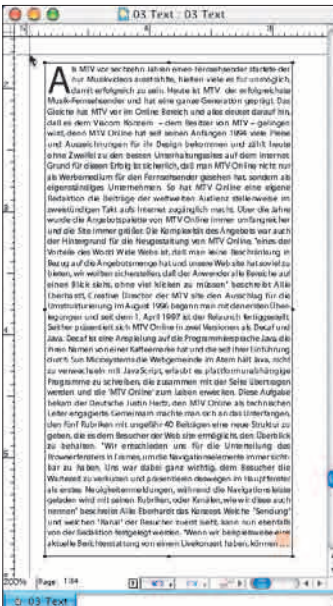 03 Text : 03 Text
Als MTV vor sechzehn Jahren einen Fernsehsender startete der
nur Musikvideos ausstrahlte, hielten viele es für unmöglich,
damit erfolgreich zu sein. Heute ist MTV der erfolgreichste
Musik-Fernsehsender und hat eine ganze Generation geprägt. Das
Gleiche hat MTV vor im Online Bereich und alles deutet darauf hin,
daß es dem Viacom Konzern – dem Besitzer von MTV – gelingen
wird, denn MTV Online hat seit seinen Anfängen 1994 viele Preise
und Auszeichnungen für ihr Design bekommen und zählt heute
ohne Zweifel zu den besten Unterhaltungssites auf dem Internet.
Grund für diesen Erfolg ist sicherlich, daß man MTV Online nicht nur
als Werbemedium für den Fernsehsender gesehen hat, sondern als
eigenständiges Unternehmen. So hat MTV Online eine eigene
Redaktion die Beiträge der weltweiten Audienz stellenweise im
zweistündigen Takt aufs Internet zugänglich macht. Über die Jahre
wurde die Angebotspalette von MTV Online immer umfangreicher
und die Site immer größer. Die Komplexität des Angebots war auch
der Hintergrund für die Neugestaltung von MTV Online. "eines der
Vorteile des World Wide Webs ist, daß man keine Beschränkung in
Bezug auf die Angebotsmenge hat und unsere Web site hat soviel zu
bieten, wir wollten sicherstellen, daß der Anwender alle Bereiche auf
einen Blick sieht, ohne viel klicken zu müssen" beschreibt Allie
Eberhardt, Creative Director der MTV site den Ausschlag für die
Umstrukturierung. Im August 1996 begann man mit den ersten Über-
legungen und seit dem 1. April 1997 ist der Relaunch fertiggestellt.
Seither präsentiert sich MTV Online in zwei Versionen als Decaf und
Java. Decaf ist eine Anspielung auf die Programmiersprache Java, die
ihren Namen von einer Kaffeemarke hat und die seit ihrer Einführung
durch Sun Microsystems die Webgemeinde in Atem hält. Java, nicht
zu verwechseln mit JavaScript, erlaubt es plattformunabhängige
Programme zu schreiben, die zusammen mit der Seite übertragen
werden und die 'MTV Online' zum Leben erwecken. Diese Aufgabe
bekam der Deutsche Justin Hertz, den MTV Online als technischen
Leiter engagierte. Gemeinsam machte man sich an das Unterfangen,
den fünf Rubriken mit ungefähr 40 Beiträgen eine neue Struktur zu
geben, die es dem Besucher der Web site ermöglicht, den Überblick
zu behalten. "Wir entschieden uns für die Unterteilung des
Browserfensters in Frames, um die Navigationselemente immer sicht-
bar zu haben. Uns war dabei ganz wichtig, dem Besucher die
Wartezeit zu verkürzen und präsentieren deswegen im Hauptfenster
als erstes Neuigkeitenmeldungen, während die Navigationsleiste
geladen wird mit seinen Rubriken, oder Kanälen, wie wir diese auch
nennen" beschreibt Allie Eberhardt das Konzept. Welche "Sendung"
und welchen "Kanal" der Besucher zuerst sieht, kann nun ebenfalls
von der Redaktion festgelegt werden. "Wenn wir beispielsweise eine
aktuelle Berichterstattung von einem Livekonzert haben, können
200% Page 104
03 Text